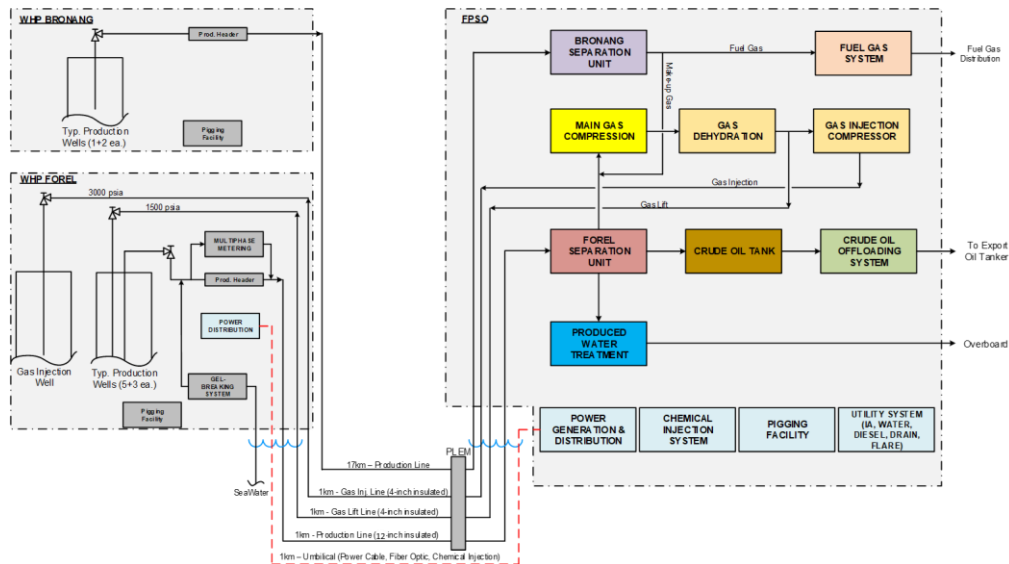 WHP BRONANG
Prod. Header
Typ. Production
Wells (1+2 ea.)
Pigging
Facility
WHP FOREL
3000 psia
1500 psia
MULTIPHASE
METERING
Prod. Header
POWER
DISTRIBUTION
Gas Injection
Well
Typ. Production
Wells (5+3 ea.)
GEL-
BREAKING
SYSTEM
Pigging
Facility
SeaWater
FPSO
BRONANG
SEPARATION
UNIT
Fuel Gas
FUEL GAS
SYSTEM
Fuel Gas
Distribution
Make-up Gas
MAIN GAS
COMPRESSION
GAS
DEHYDRATION
GAS INJECTION
COMPRESSOR
Gas Injection
Gas Lift
FOREL
SEPARATION
UNIT
CRUDE OIL TANK
CRUDE OIL
OFFLOADING
SYSTEM
To Export
Oil Tanker
PRODUCED
WATER
TREATMENT
Overboard
POWER
GENERATION &
DISTRIBUTION
CHEMICAL
INJECTION
SYSTEM
PIGGING
FACILITY
UTILITY SYSTEM
(IA, WATER,
DIESEL, DRAIN,
FLARE)
PLEM
17km – Production Line
1km - Gas Inj. Line (4-inch insulated)
1km - Gas Lift Line (4-inch insulated)
1km - Production Line (12-inch insulated)
1km – Umbilical (Power Cable, Fiber Optic, Chemical Injection)